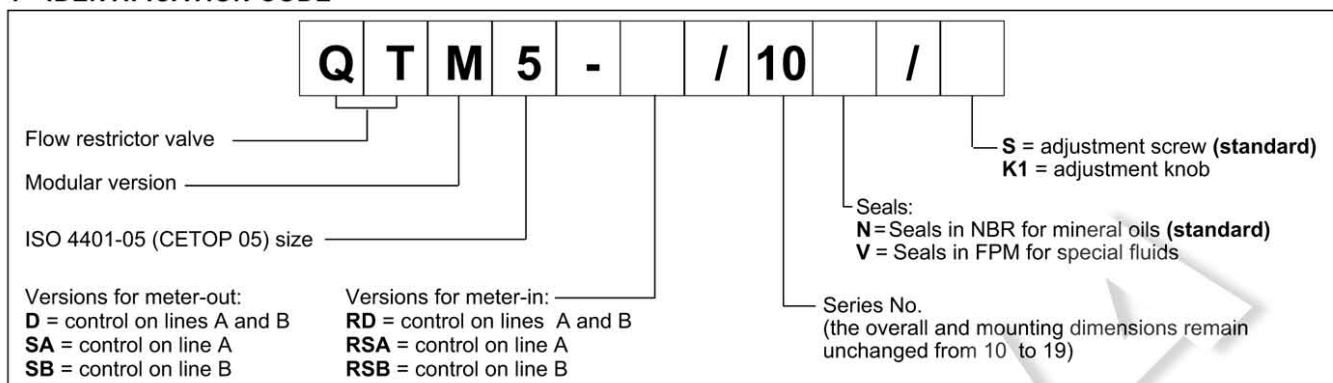 QTM5-  /10  /
Flow restrictor valve
Modular version
ISO 4401-05 (CETOP 05) size
Versions for meter-out:
D = control on lines A and B
SA = control on line A
SB = control on line B
Versions for meter-in:
RD = control on lines A and B
RSA = control on line A
RSB = control on line B
S = adjustment screw (standard)
K1 = adjustment knob
Seals:
N = Seals in NBR for mineral oils (standard)
V = Seals in FPM for special fluids
Series No.
(the overall and mounting dimensions remain
unchanged from 10 to 19)